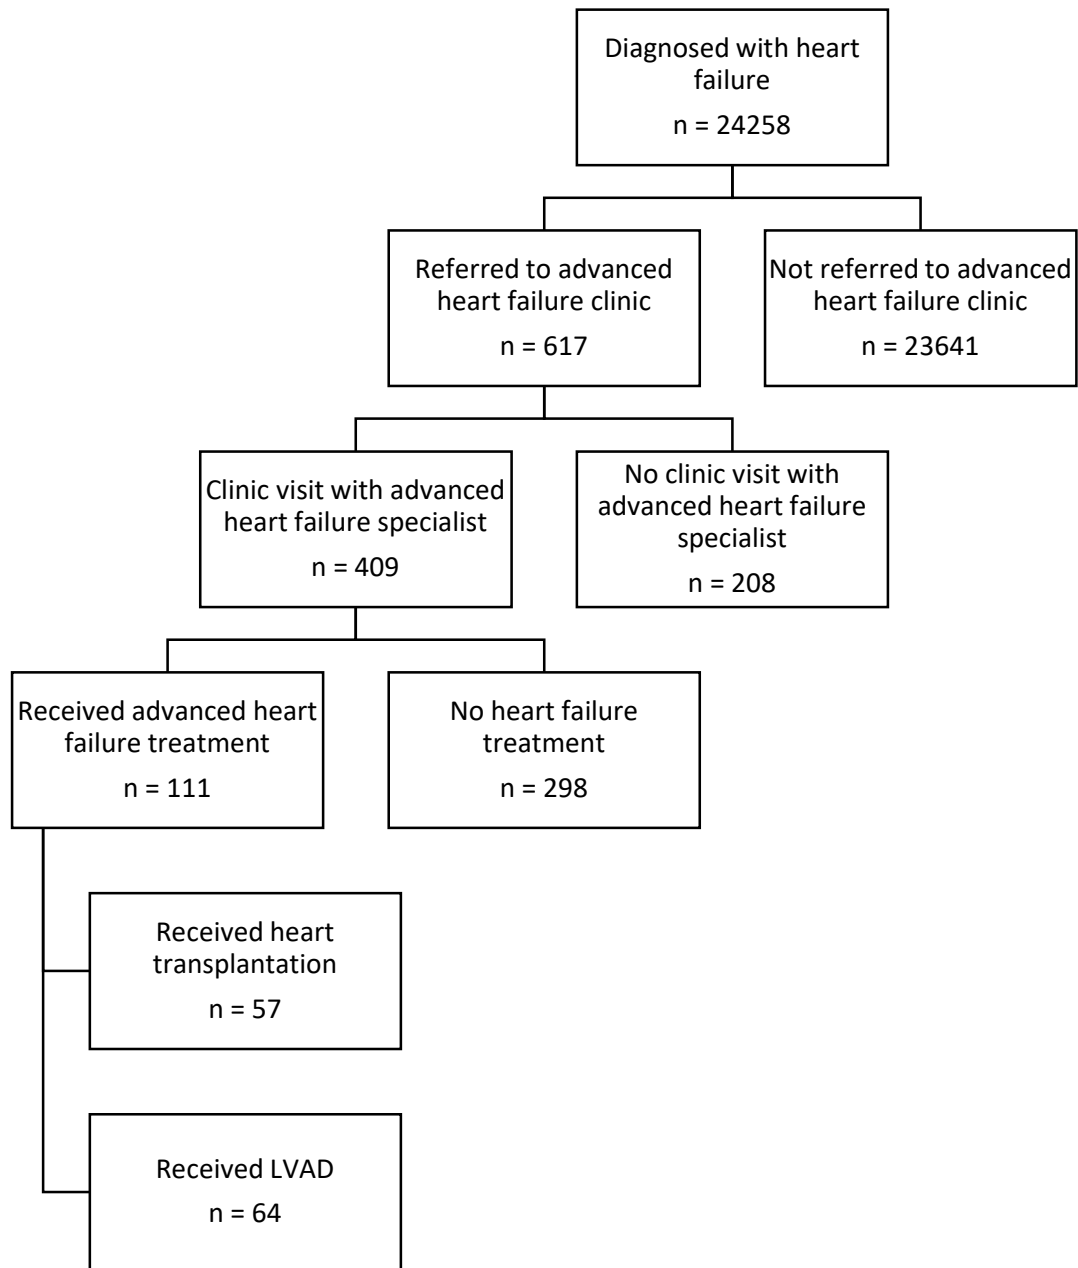 Diagnosed with heart
failure
n = 24258
Referred to advanced
heart failure clinic
n = 617
Not referred to advanced
heart failure clinic
n = 23641
Clinic visit with advanced
heart failure specialist
n = 409
No clinic visit with
advanced heart failure
specialist
n = 208
Received advanced heart
failure treatment
n = 111
No heart failure
treatment
n = 298
Received heart
transplantation
n = 57
Received LVAD
n = 64